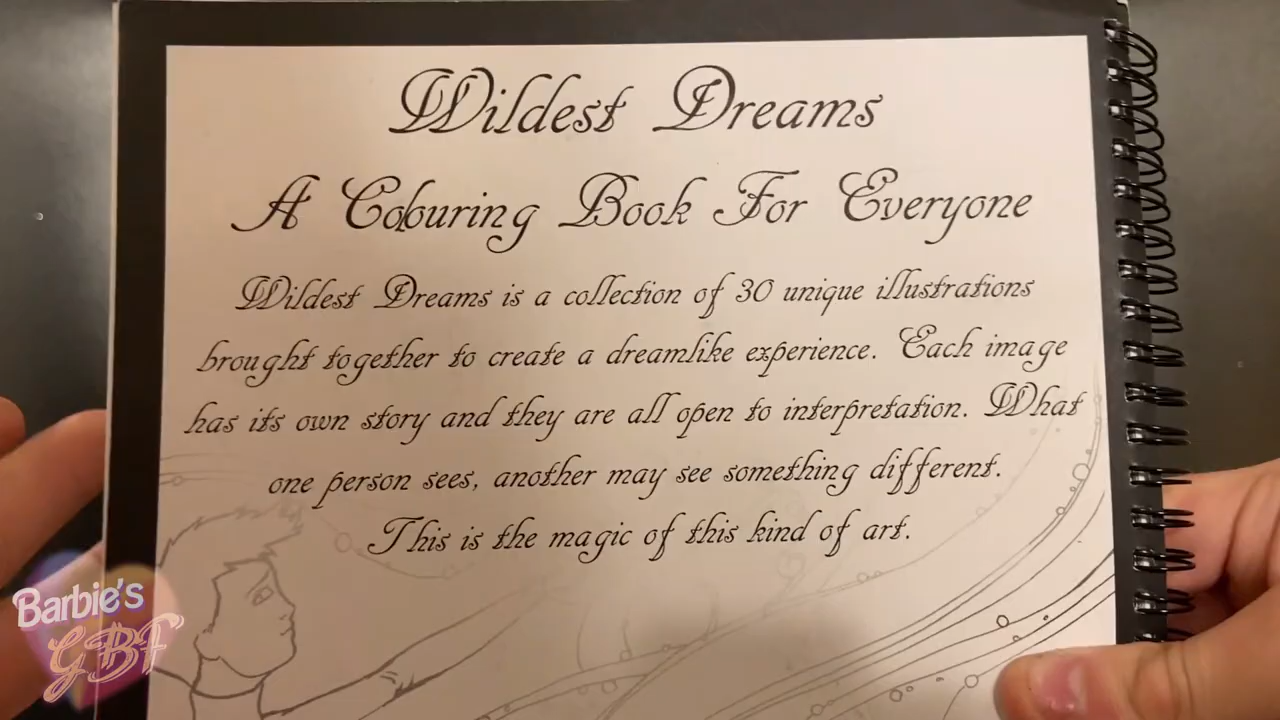 Wildest Dreams
A Colouring Book For Everyone
Wildest Dreams is a collection of 30 unique illustrations
brought together to create a dreamlike experience. Each image
has its own story and they are all open to interpretation. What
one person sees, another may see something different.
This is the magic of this kind of art.
Barbie's
GBF